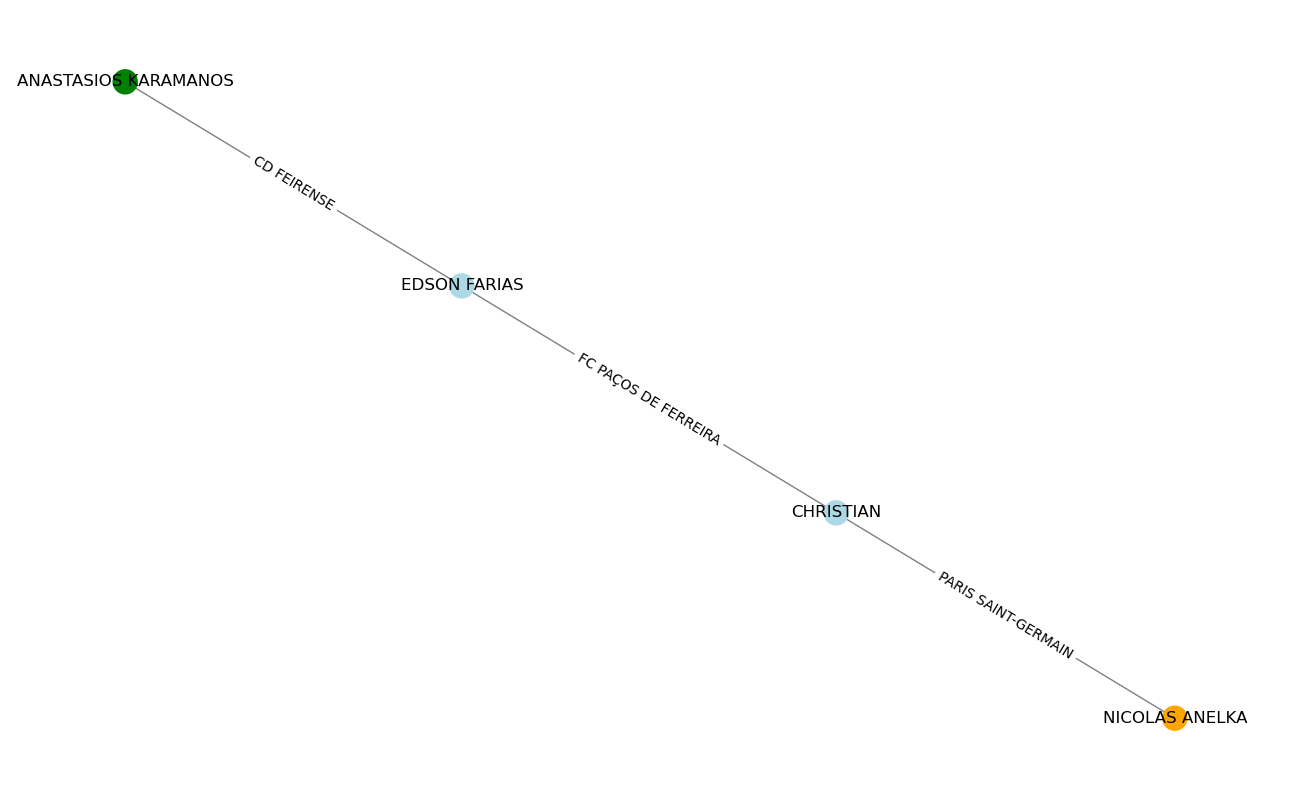 ANASTASIOS KARAMANOS
CD FEIRENSE
EDSON FARIAS
FC PAÇOS DE FERREIRA
CHRISTIAN
PARIS SAINT-GERMAIN
NICOLAS ANELKA